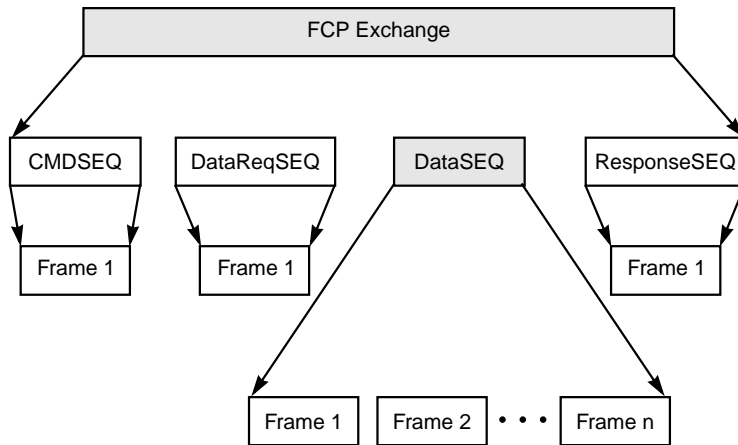 FCP Exchange
CMDSEQ
DataReqSEQ
DataSEQ
ResponseSEQ
Frame 1
Frame 1
Frame 1
Frame 1
Frame 2
• • •
Frame n